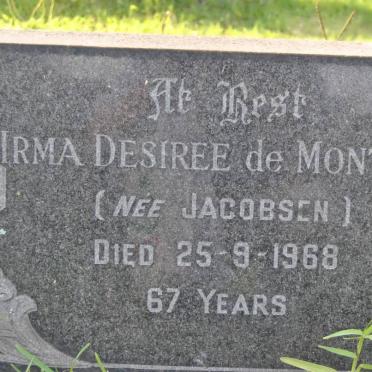 At Rest
IRMA DESIREE de MONT
(NEE JACOBSEN)
DIED 25-9-1968
67 YEARS